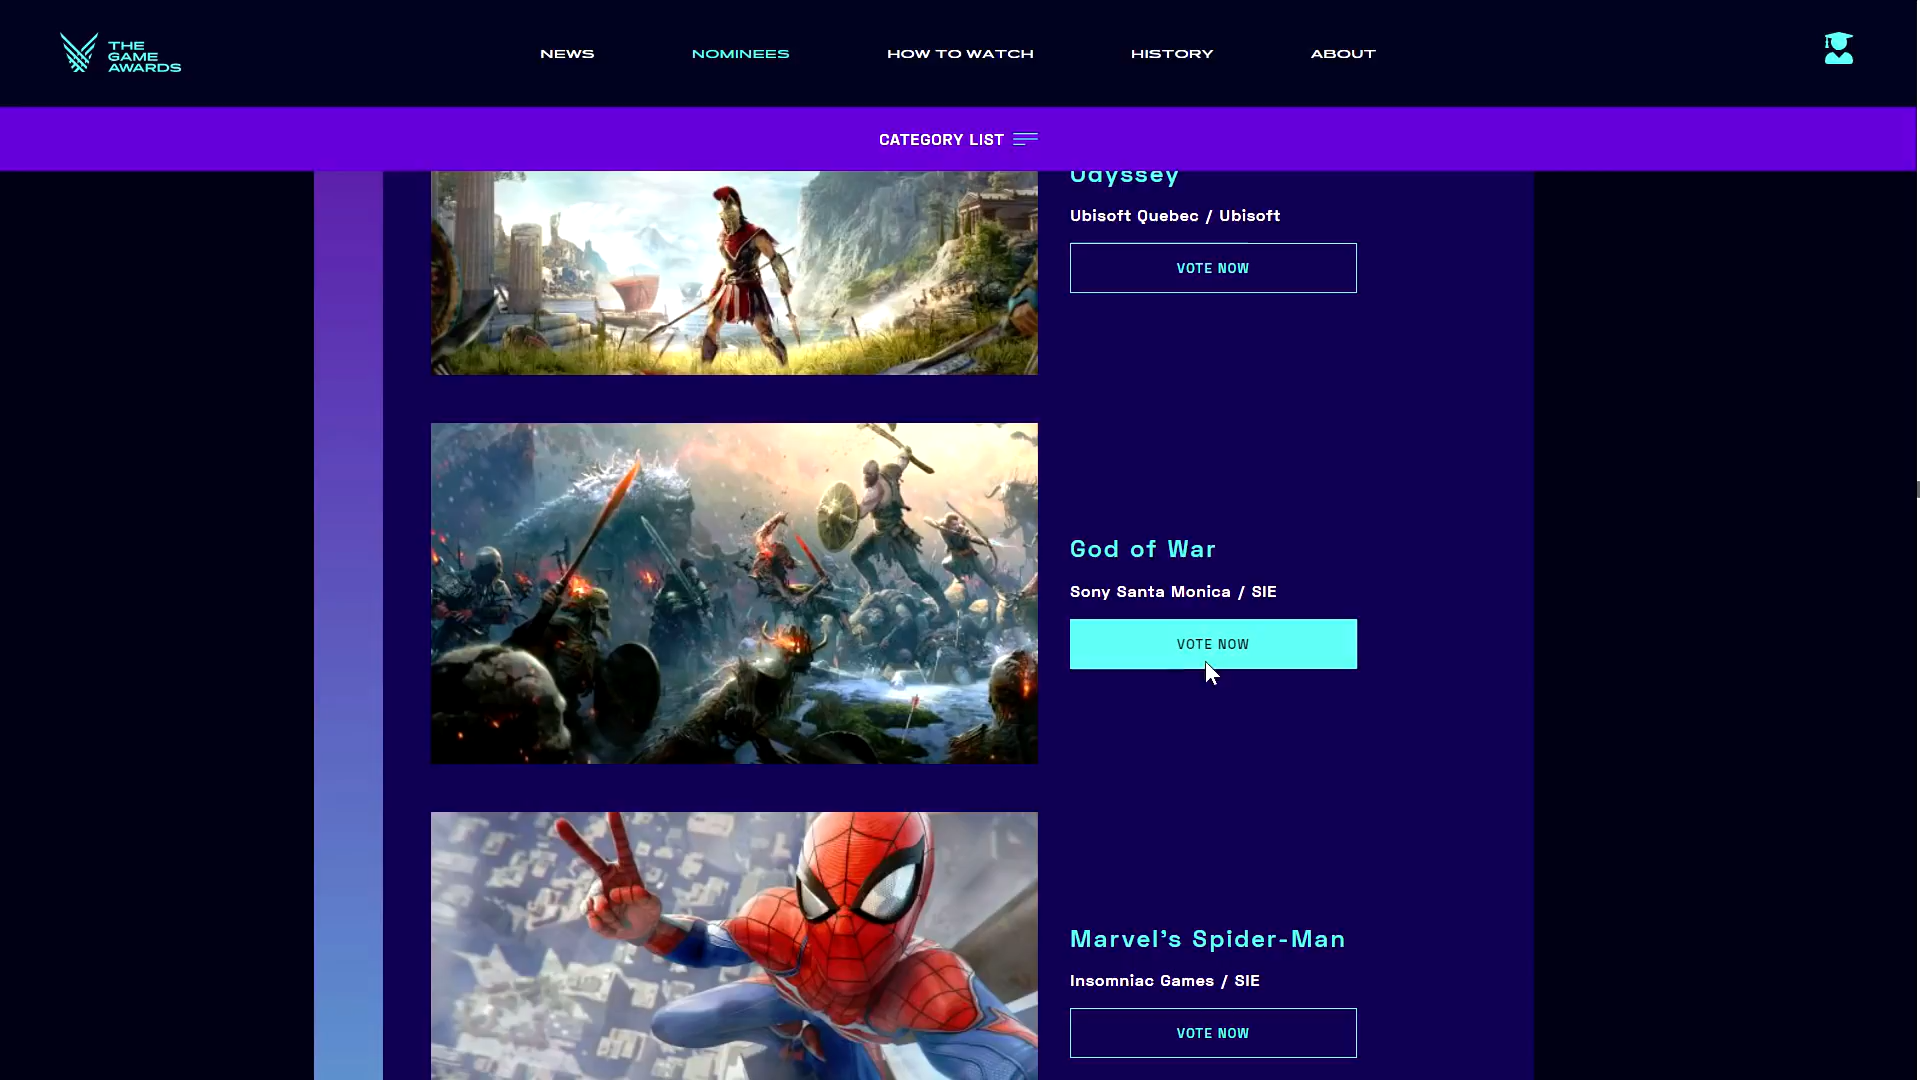 THE
GAME
AWARDS
NEWS
NOMINEES
HOW TO WATCH
HISTORY
ABOUT
CATEGORY LIST
Odyssey
Ubisoft Quebec / Ubisoft
VOTE NOW
God of War
Sony Santa Monica / SIE
VOTE NOW
Marvel's Spider-Man
Insomniac Games / SIE
VOTE NOW